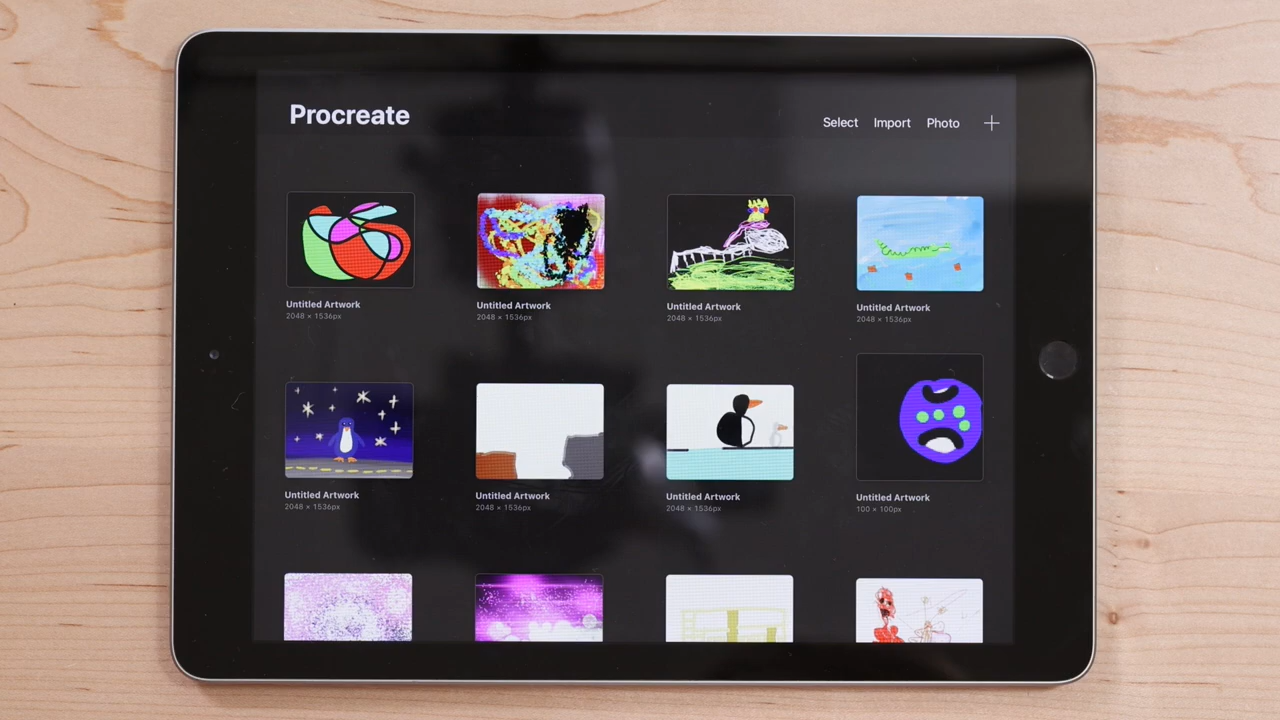 Procreate
Select Import Photo
Untitled Artwork
2048 × 1536px
Untitled Artwork
2048 × 1536px
Untitled Artwork
2048 × 1536px
Untitled Artwork
2048 × 1536px
Untitled Artwork
2048 × 1536px
Untitled Artwork
2048 × 1536px
Untitled Artwork
2048 × 1536px
Untitled Artwork
100 × 100px